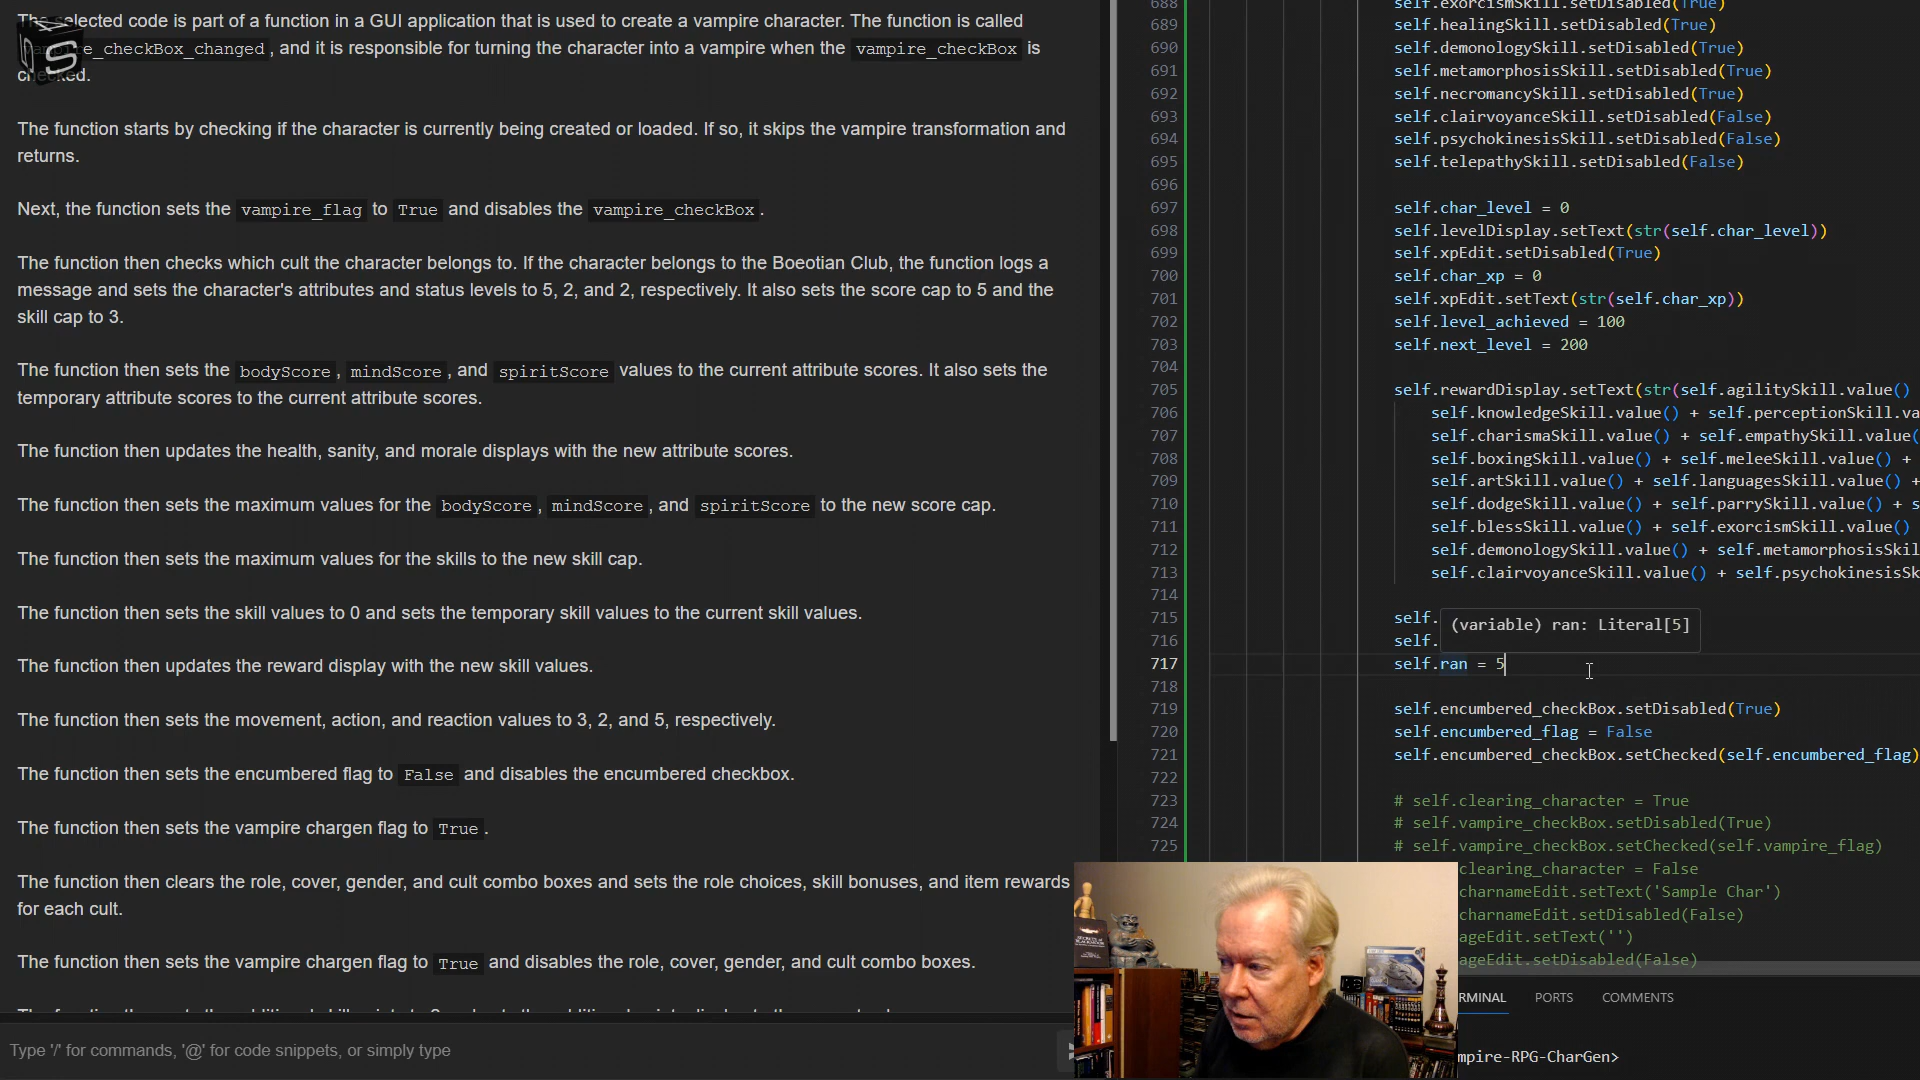 The selected code is part of a function in a GUI application that is used to create a vampire character. The function is called
vampire_checkBox_changed, and it is responsible for turning the character into a vampire when the vampire_checkBox is
checked.
The function starts by checking if the character is currently being created or loaded. If so, it skips the vampire transformation and
returns.
Next, the function sets the vampire_flag to True and disables the vampire_checkBox.
The function then checks which cult the character belongs to. If the character belongs to the Boeotian Club, the function logs a
message and sets the character's attributes and status levels to 5, 2, and 2, respectively. It also sets the score cap to 5 and the
skill cap to 3.
The function then sets the bodyScore, mindScore, and spiritScore values to the current attribute scores. It also sets the
temporary attribute scores to the current attribute scores.
The function then updates the health, sanity, and morale displays with the new attribute scores.
The function then sets the maximum values for the bodyScore, mindScore, and spiritScore to the new score cap.
The function then sets the maximum values for the skills to the new skill cap.
The function then sets the skill values to 0 and sets the temporary skill values to the current skill values.
The function then updates the reward display with the new skill values.
The function then sets the movement, action, and reaction values to 3, 2, and 5, respectively.
The function then sets the encumbered flag to False and disables the encumbered checkbox.
The function then sets the vampire chargen flag to True.
The function then clears the role, cover, gender, and cult combo boxes and sets the role choices, skill bonuses, and item rewards
for each cult.
The function then sets the vampire chargen flag to True and disables the role, cover, gender, and cult combo boxes.
Type '/' for commands, '@' for code snippets, or simply type
688 self.exorcismSkill.setDisabled(True)
689 self.healingSkill.setDisabled(True)
690 self.demonologySkill.setDisabled(True)
691 self.metamorphosisSkill.setDisabled(True)
692 self.necromancySkill.setDisabled(True)
693 self.clairvoyanceSkill.setDisabled(False)
694 self.psychokinesisSkill.setDisabled(False)
695 self.telepathySkill.setDisabled(False)
696
697 self.char_level = 0
698 self.levelDisplay.setText(str(self.char_level))
699 self.xpEdit.setDisabled(True)
700 self.char_xp = 0
701 self.xpEdit.setText(str(self.char_xp))
702 self.level_achieved = 100
703 self.next_level = 200
704
705 self.rewardDisplay.setText(str(self.agilitySkill.value()
706 self.knowledgeSkill.value() + self.perceptionSkill.va
707 self.charismaSkill.value() + self.empathySkill.value(
708 self.boxingSkill.value() + self.meleeSkill.value() +
709 self.artSkill.value() + self.languagesSkill.value() +
710 self.dodgeSkill.value() + self.parrySkill.value() + s
711 self.blessSkill.value() + self.exorcismSkill.value()
712 self.demonologySkill.value() + self.metamorphosisSkil
713 self.clairvoyanceSkill.value() + self.psychokinesisSk
714
715 self.
(variable) ran: Literal[5]
716 self.
717 self.ran = 5
718
719 self.encumbered_checkBox.setDisabled(True)
720 self.encumbered_flag = False
721 self.encumbered_checkBox.setChecked(self.encumbered_flag)
722
723 # self.clearing_character = True
724 # self.vampire_checkBox.setDisabled(True)
725 # self.vampire_checkBox.setChecked(self.vampire_flag)
clearing_character = False
charnameEdit.setText('Sample Char')
charnameEdit.setDisabled(False)
ageEdit.setText('')
ageEdit.setDisabled(False)
RMINAL PORTS COMMENTS
mpire-RPG-CharGen>